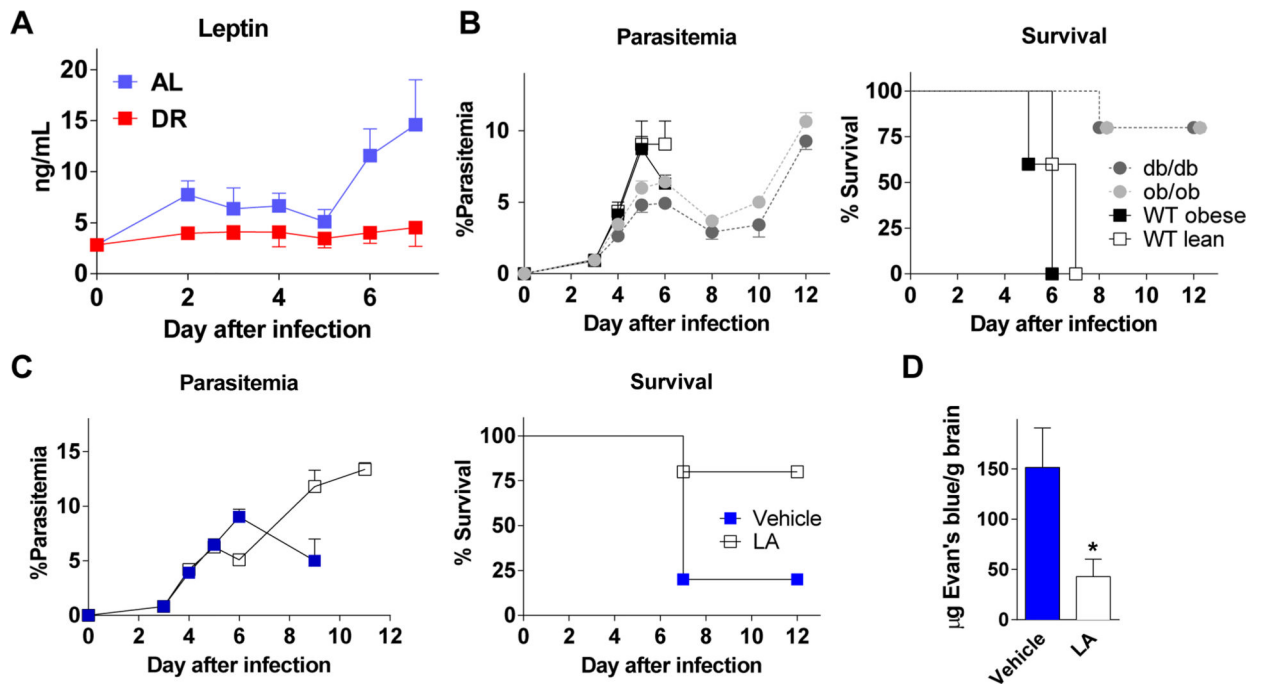 A
Leptin
ng/mL
20
15
10
5
0
AL
DR
0 2 4 6
Day after infection
B
Parasitemia
%Parasitemia
10
5
0
0 2 4 6 8 10 12 14
Day after infection
Survival
% Survival
100
75
50
25
0
db/db
ob/ob
WT obese
WT lean
0 2 4 6 8 10 12
Day after infection
C
Parasitemia
%Parasitemia
15
10
5
0
0 2 4 6 8 10 12
Day after infection
Survival
% Survival
100
75
50
25
0
Vehicle
LA
0 2 4 6 8 10 12
Day after infection
D
μg Evan's blue/g brain
150
100
50
0
*
Vehicle
LA